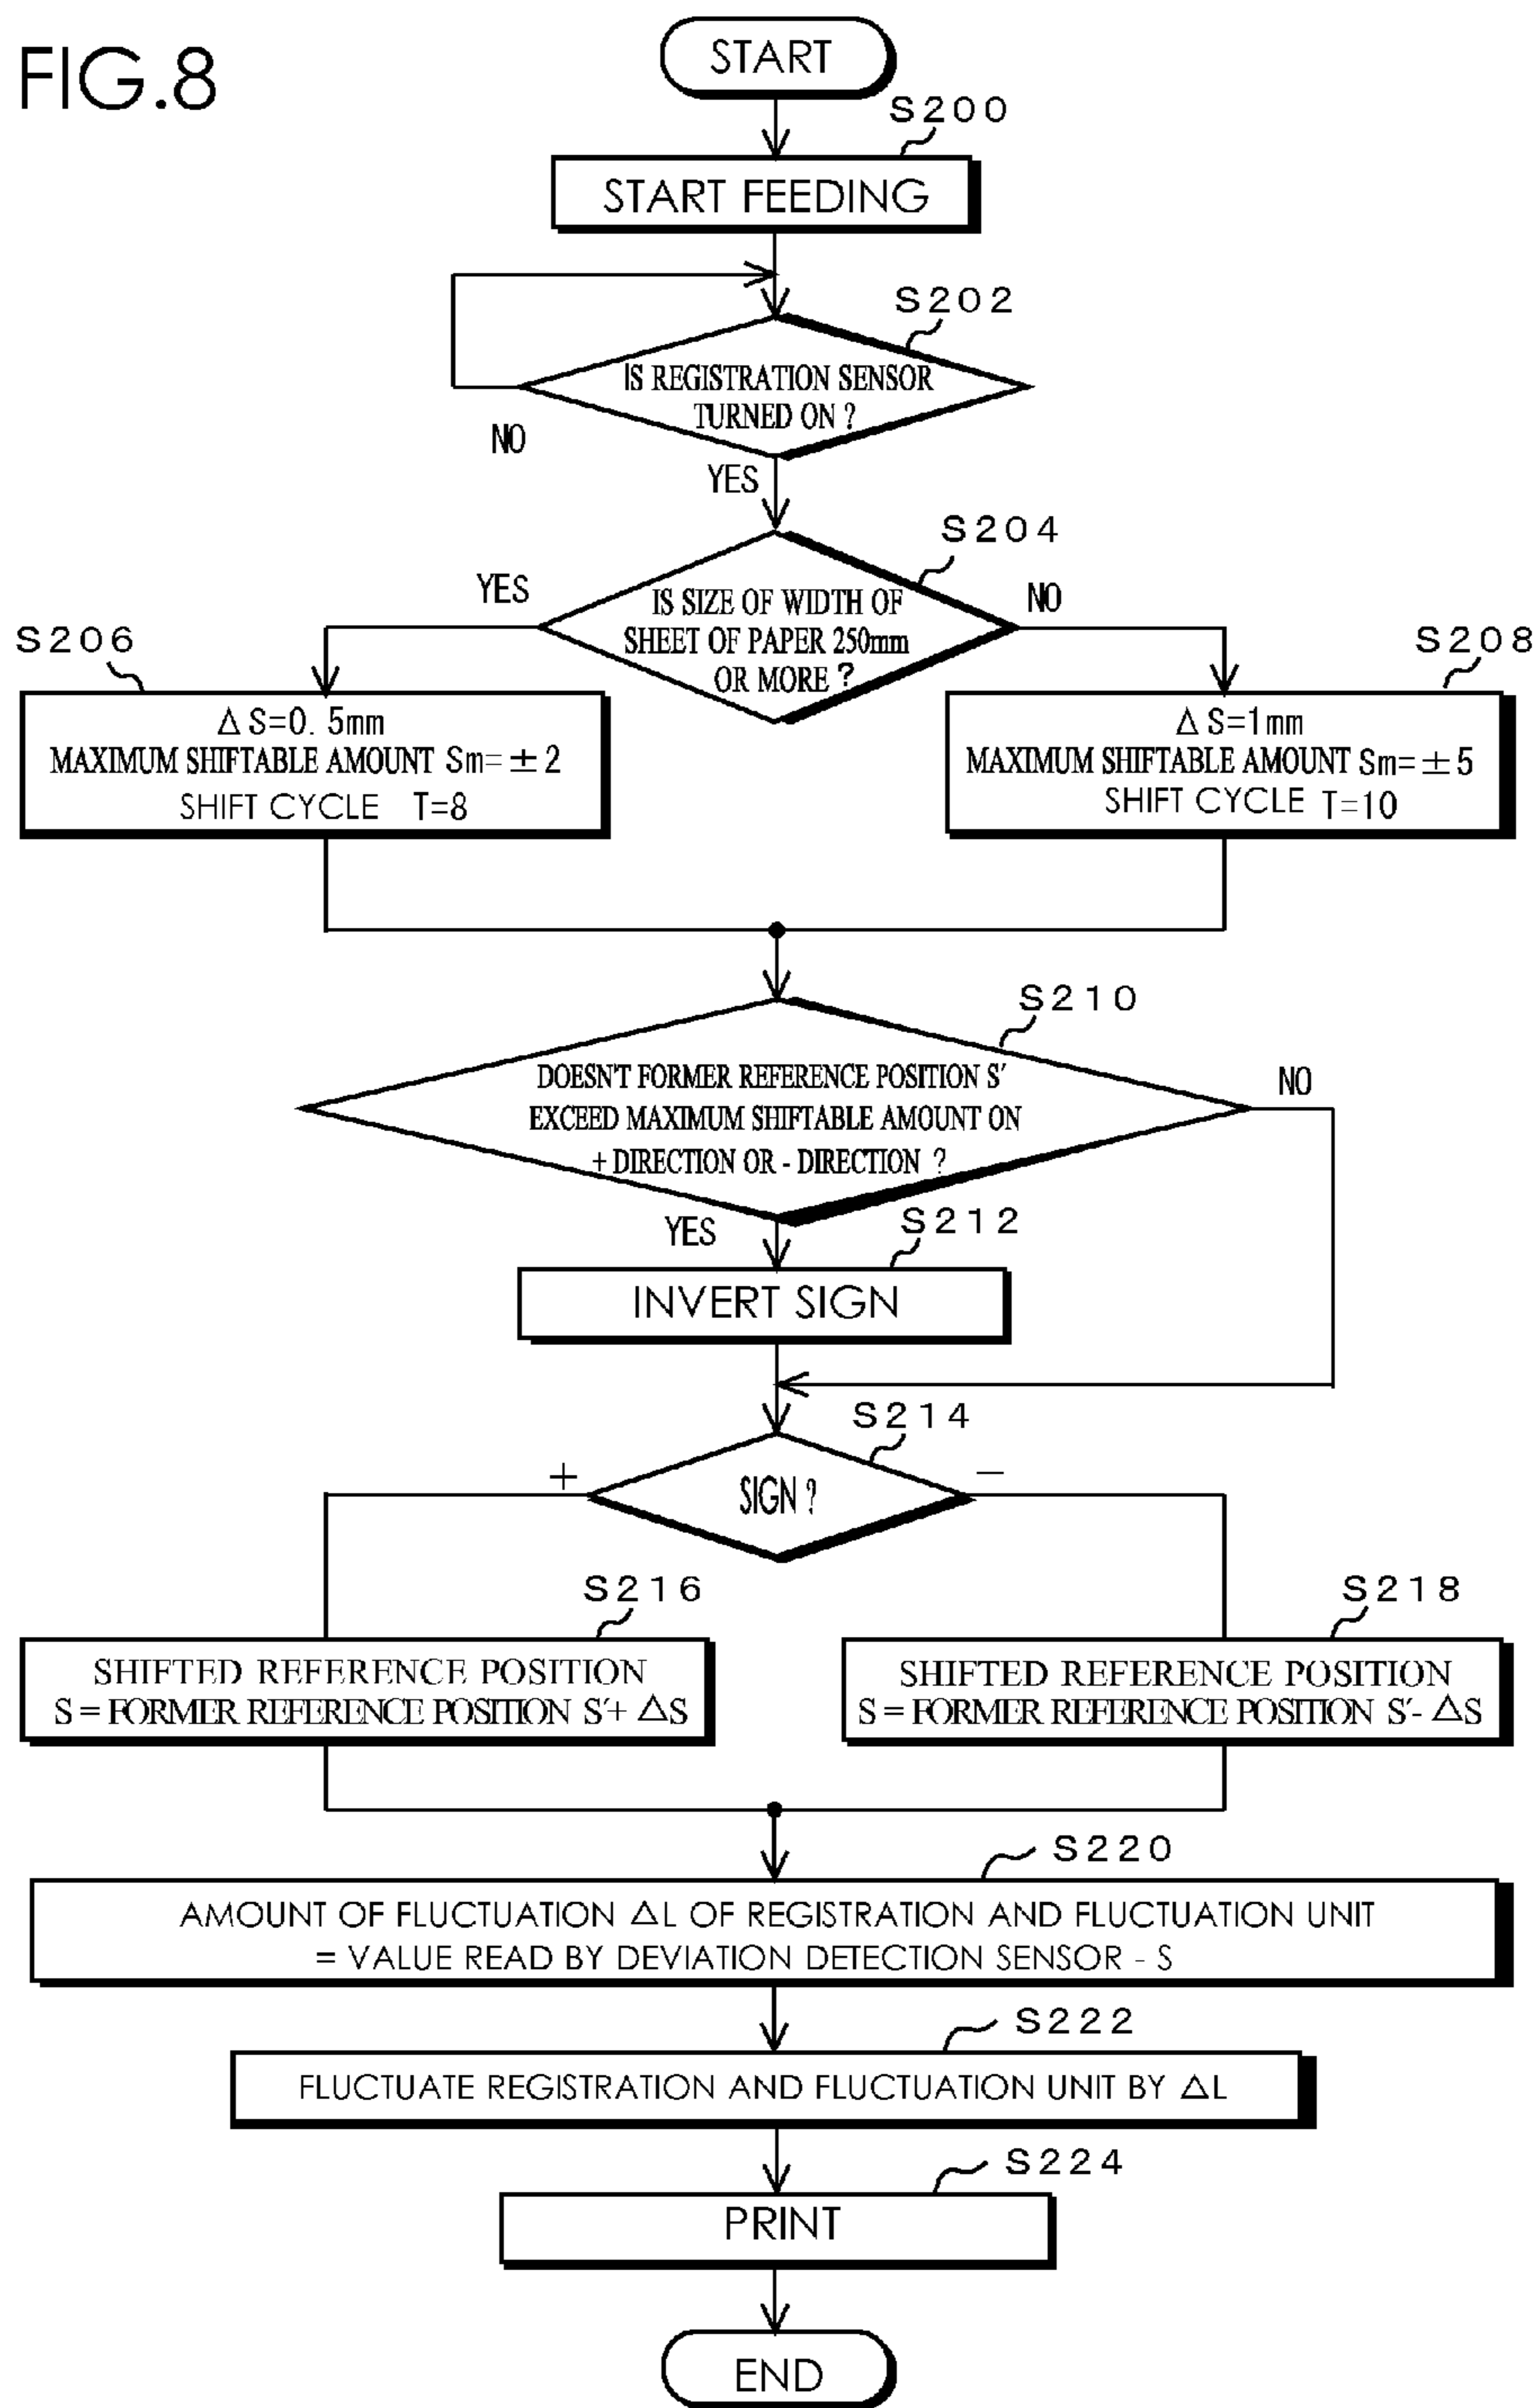 FIG.8
START
S200
START FEEDING
S202
IS REGISTRATION SENSOR
TURNED ON ?
NO
YES
S204
YES
IS SIZE OF WIDTH OF
SHEET OF PAPER 250mm
OR MORE ?
NO
S206
Δ S=0. 5mm
MAXIMUM SHIFTABLE AMOUNT Sm= ±2
SHIFT CYCLE T=8
S208
Δ S=1mm
MAXIMUM SHIFTABLE AMOUNT Sm= ±5
SHIFT CYCLE T=10
S210
DOESN'T FORMER REFERENCE POSITION S'
EXCEED MAXIMUM SHIFTABLE AMOUNT ON
+ DIRECTION OR - DIRECTION ?
NO
YES
S212
INVERT SIGN
S214
+
SIGN ?
−
S216
SHIFTED REFERENCE POSITION
S = FORMER REFERENCE POSITION S'+ ΔS
S218
SHIFTED REFERENCE POSITION
S = FORMER REFERENCE POSITION S'- ΔS
S220
AMOUNT OF FLUCTUATION ΔL OF REGISTRATION AND FLUCTUATION UNIT
= VALUE READ BY DEVIATION DETECTION SENSOR - S
S222
FLUCTUATE REGISTRATION AND FLUCTUATION UNIT BY ΔL
S224
PRINT
END